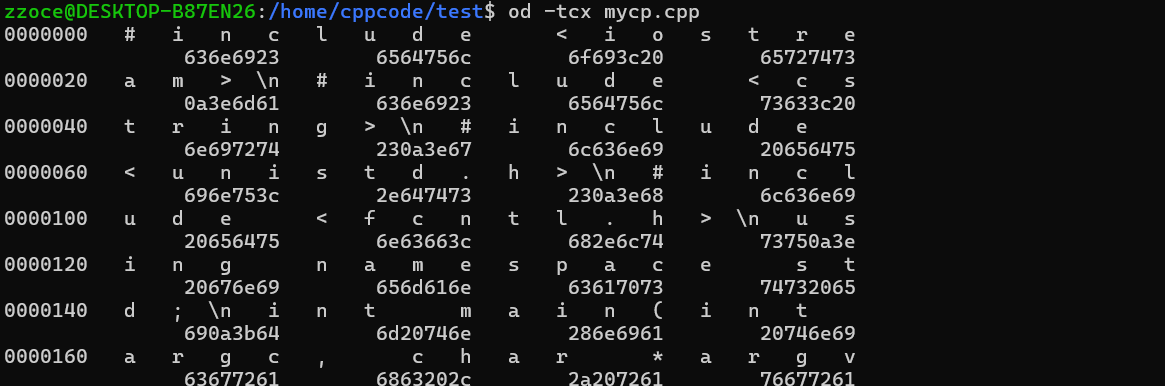 zzoce@DESKTOP-B87EN26:/home/cppcode/test$ od -tcx mycp.cpp
0000000   #   i   n   c   l   u   d   e       <   i   o   s   t   r   e
636e6923        6564756c        6f693c20        65727473
0000020   a   m   >  \n   #   i   n   c   l   u   d   e       <   c   s
0a3e6d61        636e6923        6564756c        73633c20
0000040   t   r   i   n   g   >  \n   #   i   n   c   l   u   d   e
6e697274        230a3e67        6c636e69        20656475
0000060   <   u   n   i   s   t   d   .   h   >  \n   #   i   n   c   l
696e753c        2e647473        230a3e68        6c636e69
0000100   u   d   e       <   f   c   n   t   l   .   h   >  \n   u   s
20656475        6e63663c        682e6c74        73750a3e
0000120   i   n   g       n   a   m   e   s   p   a   c   e       s   t
20676e69        656d616e        63617073        74732065
0000140   d   ;  \n   i   n   t       m   a   i   n   (   i   n   t
690a3b64        6d20746e        286e6961        20746e69
0000160   a   r   g   c   ,       c   h   a   r       *   a   r   g   v
63677261        6863202c        2a207261        76677261